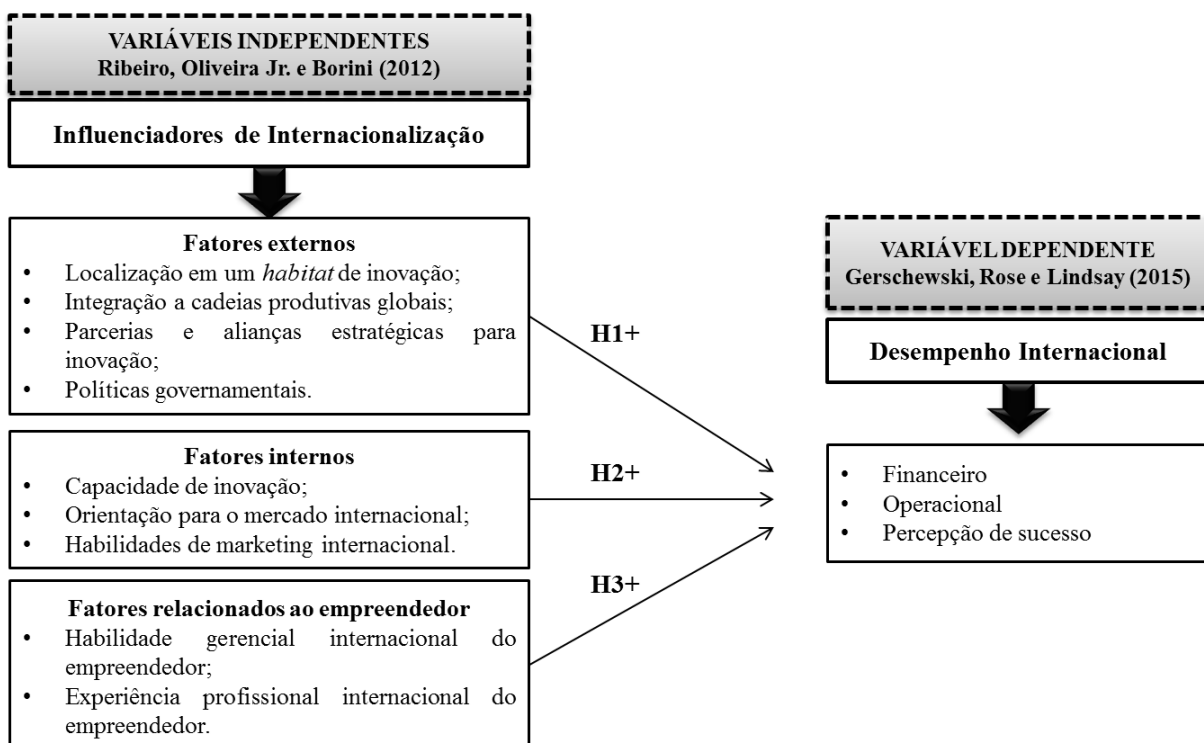 VARIÁVEIS INDEPENDENTES
Ribeiro, Oliveira Jr. e Borini (2012)
Influenciadores de Internacionalização
Fatores externos
• Localização em um habitat de inovação;
• Integração a cadeias produtivas globais;
• Parcerias e alianças estratégicas para
inovação;
• Políticas governamentais.
Fatores internos
• Capacidade de inovação;
• Orientação para o mercado internacional;
• Habilidades de marketing internacional.
Fatores relacionados ao empreendedor
• Habilidade gerencial internacional do
empreendedor;
• Experiência profissional internacional do
empreendedor.
H1+
H2+
H3+
VARIÁVEL DEPENDENTE
Gerschewski, Rose e Lindsay (2015)
Desempenho Internacional
• Financeiro
• Operacional
• Percepção de sucesso